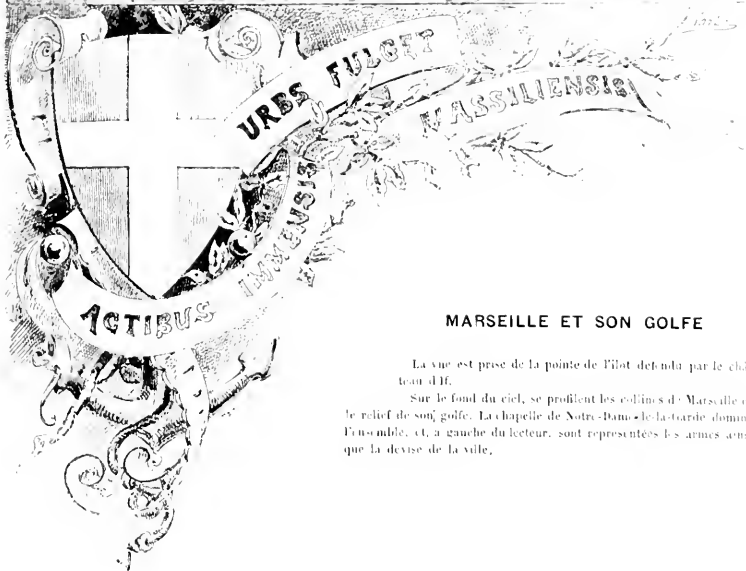 URBS FULGET
MASSILIENSIS
ACTIBUS IMMENSIS
MARSEILLE ET SON GOLFE
La vue est prise de la pointe de l'îlot défendu par le châ
teau d'If.
Sur le fond du ciel, se profilent les collines de Marseille
le relief de son golfe. La chapelle de Notre-Dame-de-la-Garde domin
l'ensemble, et, à gauche du lecteur, sont représentées les armes ains
que la devise de la ville.